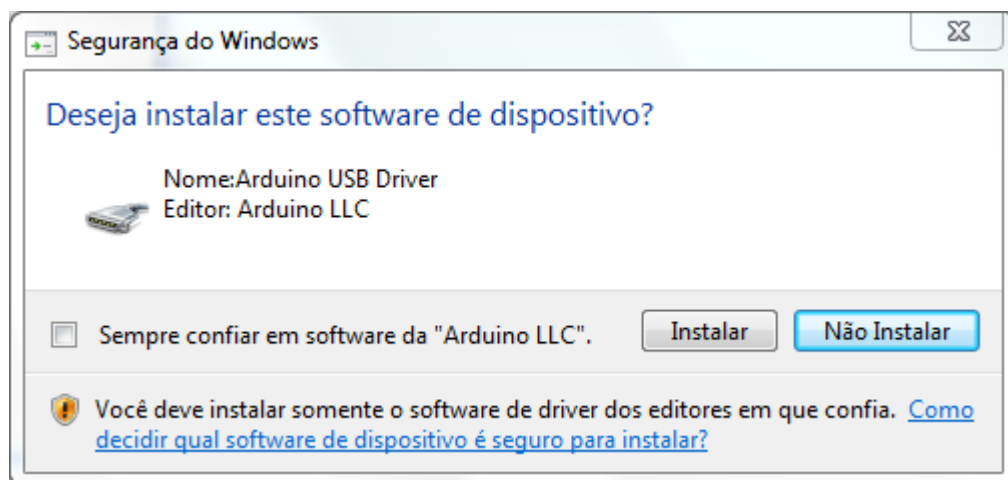 Segurança do Windows
Deseja instalar este software de dispositivo?
Nome:Arduino USB Driver
Editor: Arduino LLC
Sempre confiar em software da "Arduino LLC".
Instalar
Não Instalar
Você deve instalar somente o software de driver dos editores em que confia. Como
decidir qual software de dispositivo é seguro para instalar?